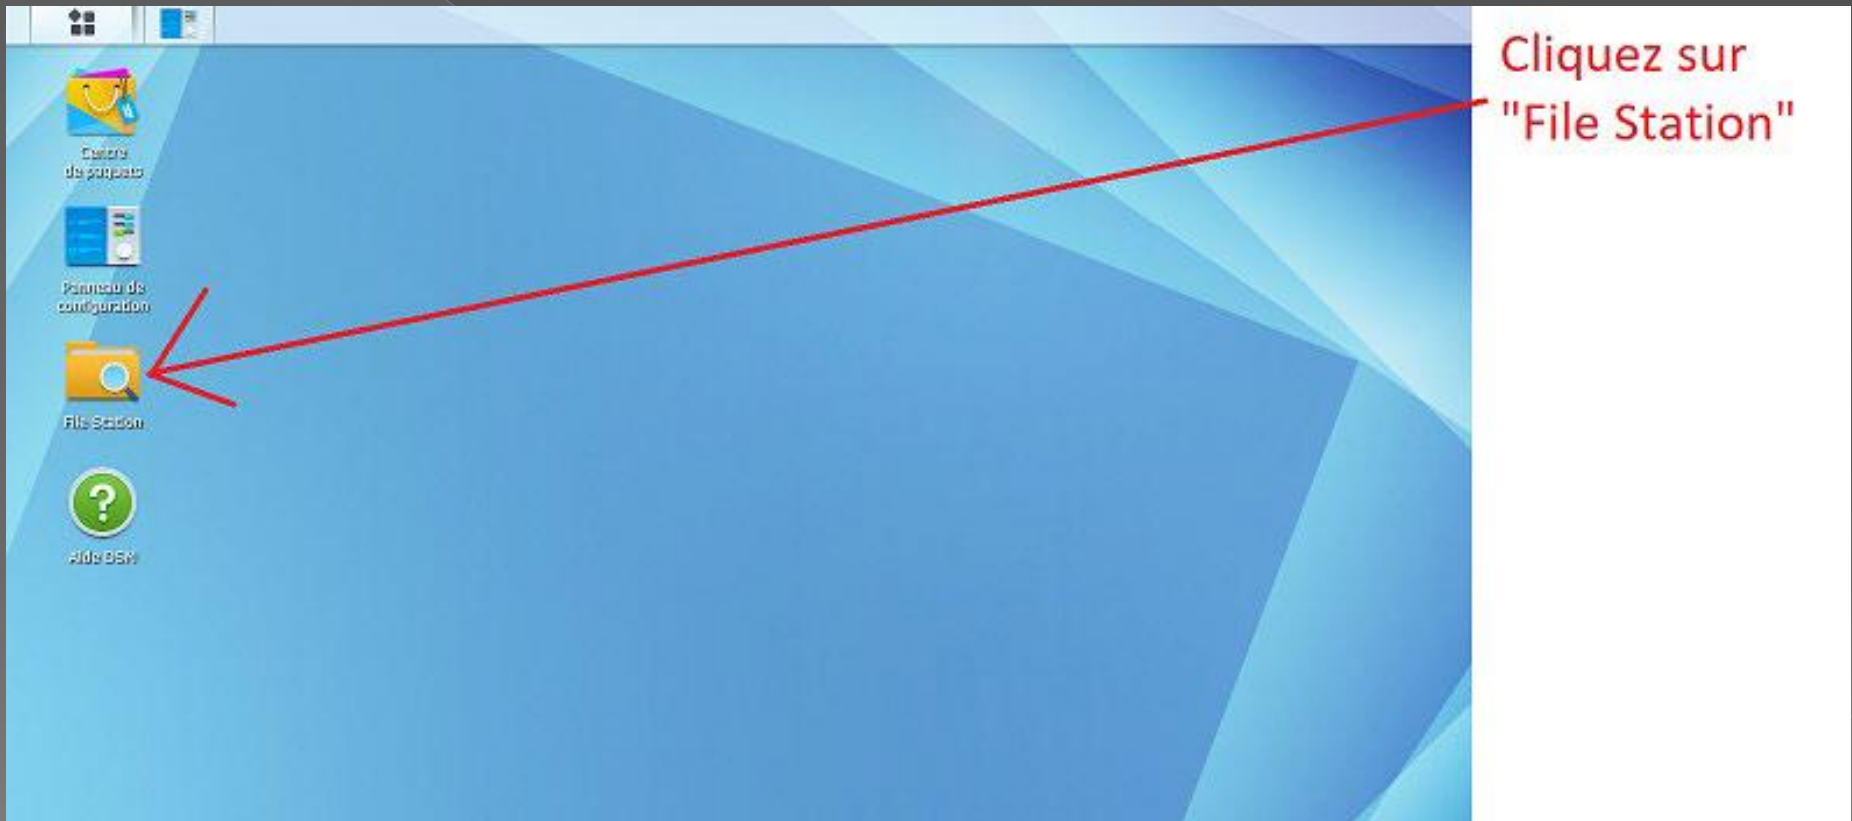 Cliquez sur
"File Station"
Centre
de paquets
Panneau de
configuration
File Station
Aide DSM